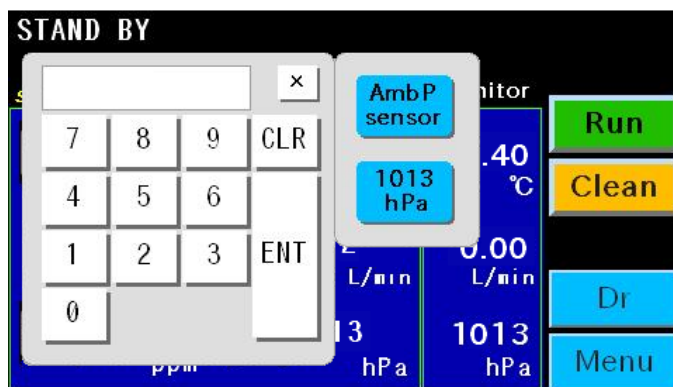 STAND BY
×
AmbP
sensor
nitor
Run
7 8 9 CLR
.40
℃
1013
hPa
Clean
4 5 6
1 2 3 ENT
0.00
L/min L/min
0
Dr
13
1013
ppm
hPa
hPa
Menu